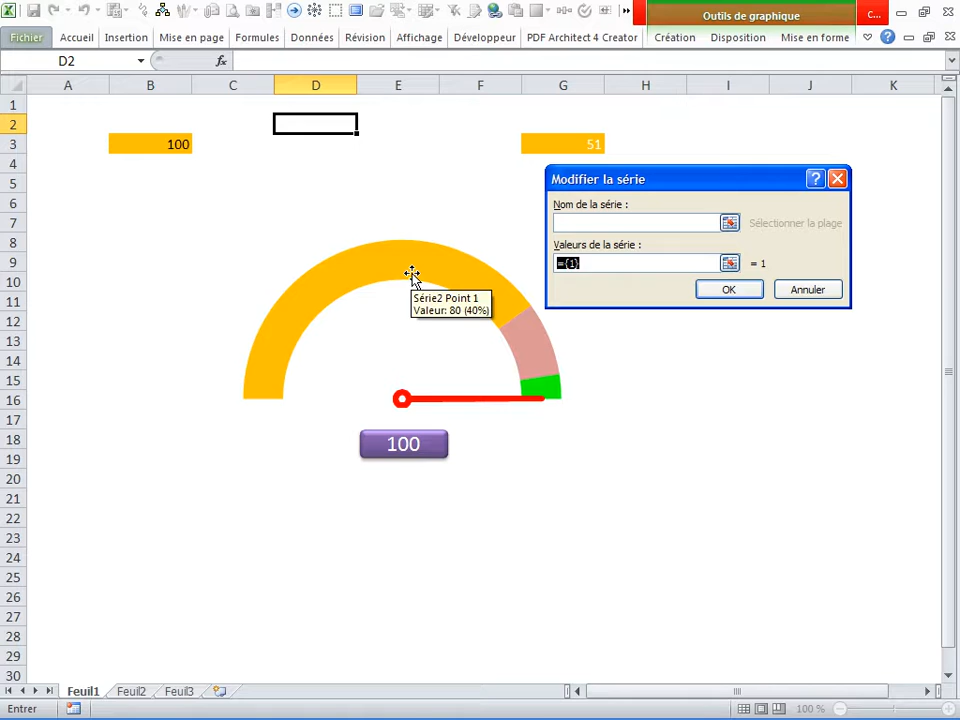 Outils de graphique
C...
Fichier Accueil Insertion Mise en page Formules Données Révision Affichage Développeur PDF Architect 4 Creator Création Disposition Mise en forme
D2 fx
A B C D E F G H I J K
1
2
3 100 51
4
5
6
7
8
9
10
11
12
13
14
15
16
17
18
19
20
21
22
23
24
25
26
27
28
29
30
Modifier la série
Nom de la série :
Sélectionner la plage
Valeurs de la série :
={1} = 1
OK Annuler
Série2 Point 1
Valeur: 80 (40%)
100
Feuil1 Feuil2 Feuil3
Entrer 100 %